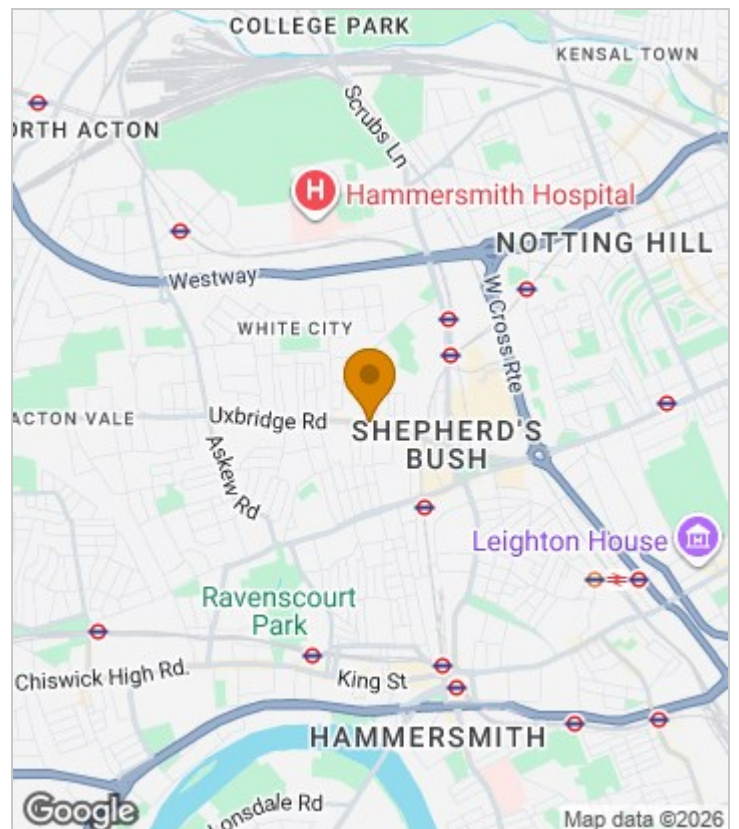 COLLEGE PARK
KENSAL TOWN
Scrubs Ln
ORTH ACTON
H Hammersmith Hospital
NOTTING HILL
Westway
W Cross Rte
WHITE CITY
ACTON VALE
Uxbridge Rd
SHEPHERD'S
BUSH
Askew Rd
Leighton House
Ravenscourt
Park
Chiswick High Rd.
King St
HAMMERSMITH
Lonsdale Rd
Google
Map data ©2026